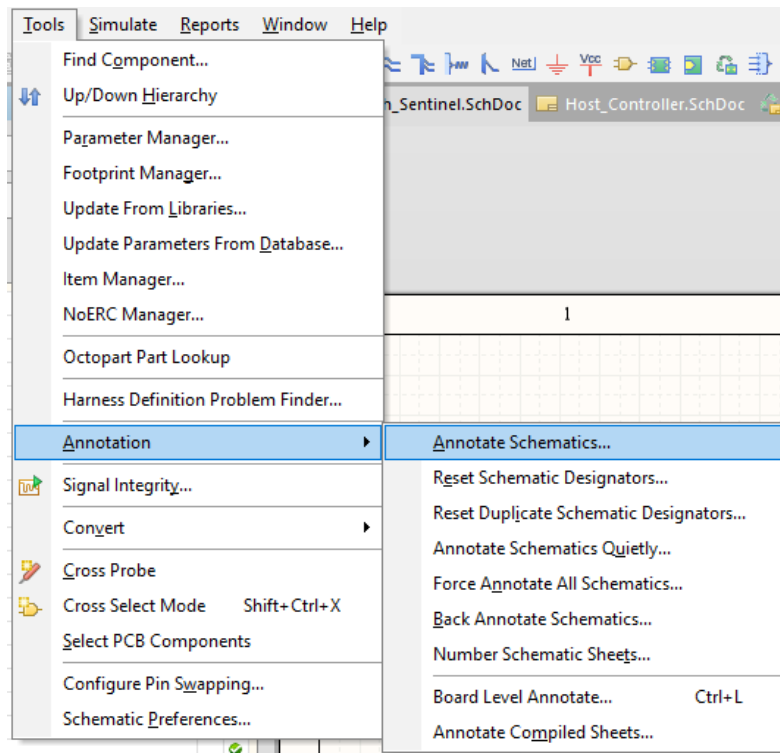 Tools Simulate Reports Window Help
Find Component...
Up/Down Hierarchy
Net Vcc
n_Sentinel.SchDoc Host_Controller.SchDoc
Parameter Manager...
Footprint Manager...
Update From Libraries...
Update Parameters From Database...
Item Manager...
NoERC Manager...
1
Octopart Part Lookup
Harness Definition Problem Finder...
Annotation
Signal Integrity...
Convert
Cross Probe
Cross Select Mode Shift+Ctrl+X
Select PCB Components
Configure Pin Swapping...
Schematic Preferences...
Annotate Schematics...
Reset Schematic Designators...
Reset Duplicate Schematic Designators...
Annotate Schematics Quietly...
Force Annotate All Schematics...
Back Annotate Schematics...
Number Schematic Sheets...
Board Level Annotate... Ctrl+L
Annotate Compiled Sheets...